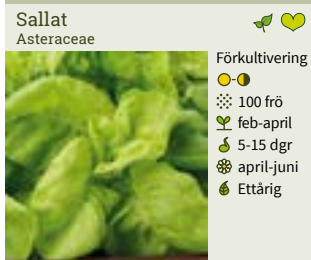 Sallat
Asteraceae
Förkultivering
-
100 frö
feb-april
5-15 dgr
april-juni
Ettårig